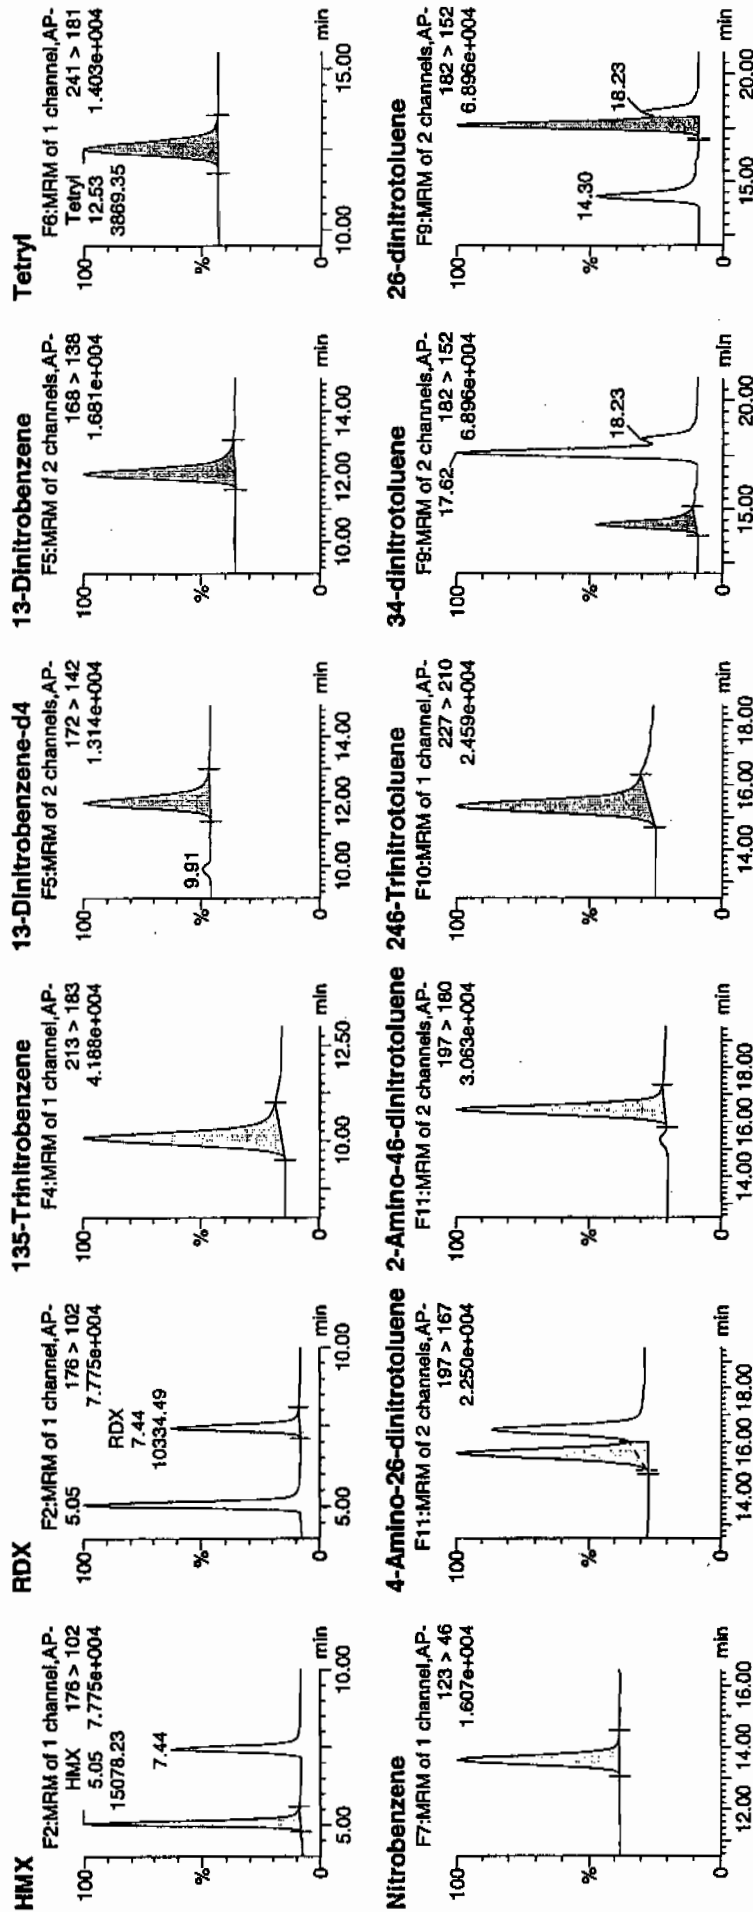 HMX
F2:MRM of 1 channel,AP-
HMX 176 > 102
5.05 7.775e+004
15078.23
7.44
100
%
0
5.00 10.00
min
RDX
F2:MRM of 1 channel,AP-
176 > 102
7.775e+004
5.05
RDX
7.44
10334.49
100
%
0
5.00 10.00
min
135-Trinitrobenzene
F4:MRM of 1 channel,AP-
213 > 183
4.188e+004
100
%
0
10.00 12.50
min
13-Dinitrobenzene-d4
F5:MRM of 2 channels,AP-
172 > 142
1.314e+004
9.91
100
%
0
10.00 12.00 14.00
min
13-Dinitrobenzene
F5:MRM of 2 channels,AP-
168 > 138
1.681e+004
100
%
0
10.00 12.00 14.00
min
Tetryl
F6:MRM of 1 channel,AP-
Tetryl 241 > 181
12.53 1.403e+004
3869.35
100
%
0
10.00 15.00
min
Nitrobenzene
F7:MRM of 1 channel,AP-
123 > 46
1.607e+004
100
%
0
12.00 14.00 16.00
min
4-Amino-26-dinitrotoluene
F11:MRM of 2 channels,AP-
197 > 167
2.250e+004
100
%
0
14.00 16.00 18.00
min
2-Amino-46-dinitrotoluene
F11:MRM of 2 channels,AP-
197 > 180
3.063e+004
100
%
0
14.00 16.00 18.00
min
246-Trinitrotoluene
F10:MRM of 1 channel,AP-
227 > 210
2.459e+004
100
%
0
14.00 16.00 18.00
min
34-dinitrotoluene
F9:MRM of 2 channels,AP-
182 > 152
17.62 6.896e+004
18.23
100
%
0
15.00 20.00
min
26-dinitrotoluene
F9:MRM of 2 channels,AP-
182 > 152
6.896e+004
14.30
18.23
100
%
0
15.00 20.00
min